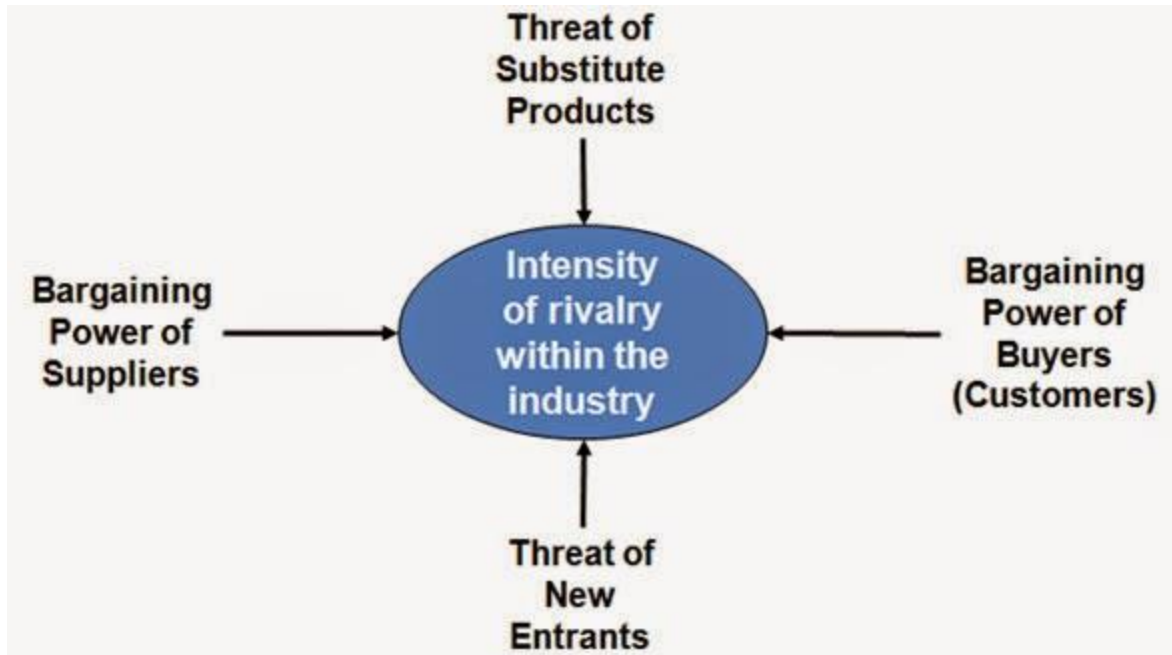 Threat of
Substitute
Products
Bargaining
Power of
Suppliers
Intensity
of rivalry
within the
industry
Bargaining
Power of
Buyers
(Customers)
Threat of
New
Entrants